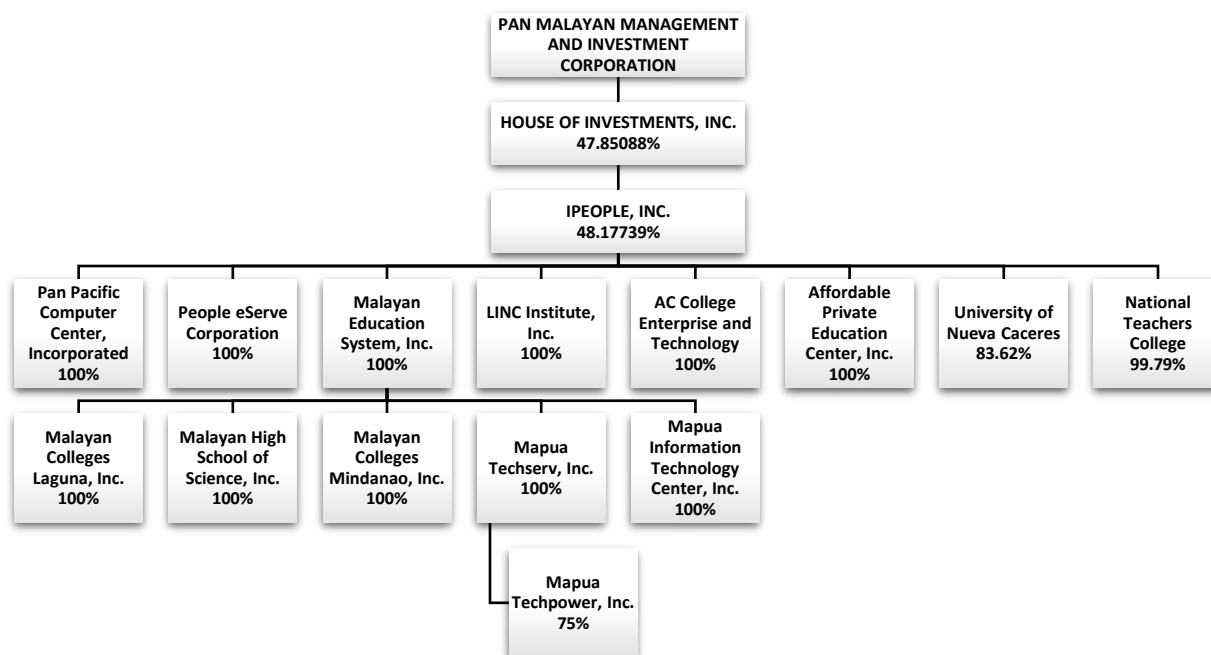 PAN MALAYAN MANAGEMENT
AND INVESTMENT
CORPORATION
HOUSE OF INVESTMENTS, INC.
47.85088%
IPEOPLE, INC.
48.17739%
Pan Pacific
Computer
Center,
Incorporated
100%
People eServe
Corporation
100%
Malayan
Education
System, Inc.
100%
LINC Institute,
Inc.
100%
AC College
Enterprise and
Technology
100%
Affordable
Private
Education
Center, Inc.
100%
University of
Nueva Caceres
83.62%
National
Teachers
College
99.79%
Malayan
Colleges
Laguna, Inc.
100%
Malayan High
School of
Science, Inc.
100%
Malayan
Colleges
Mindanao, Inc.
100%
Mapua
Techserv, Inc.
100%
Mapua
Information
Technology
Center, Inc.
100%
Mapua
Techpower, Inc.
75%